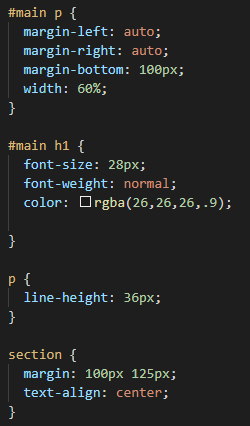 #main p {
  margin-left: auto;
  margin-right: auto;
  margin-bottom: 100px;
  width: 60%;
}

#main h1 {
  font-size: 28px;
  font-weight: normal;
  color: rgba(26,26,26,.9);

}

p {
  line-height: 36px;
}

section {
  margin: 100px 125px;
  text-align: center;
}